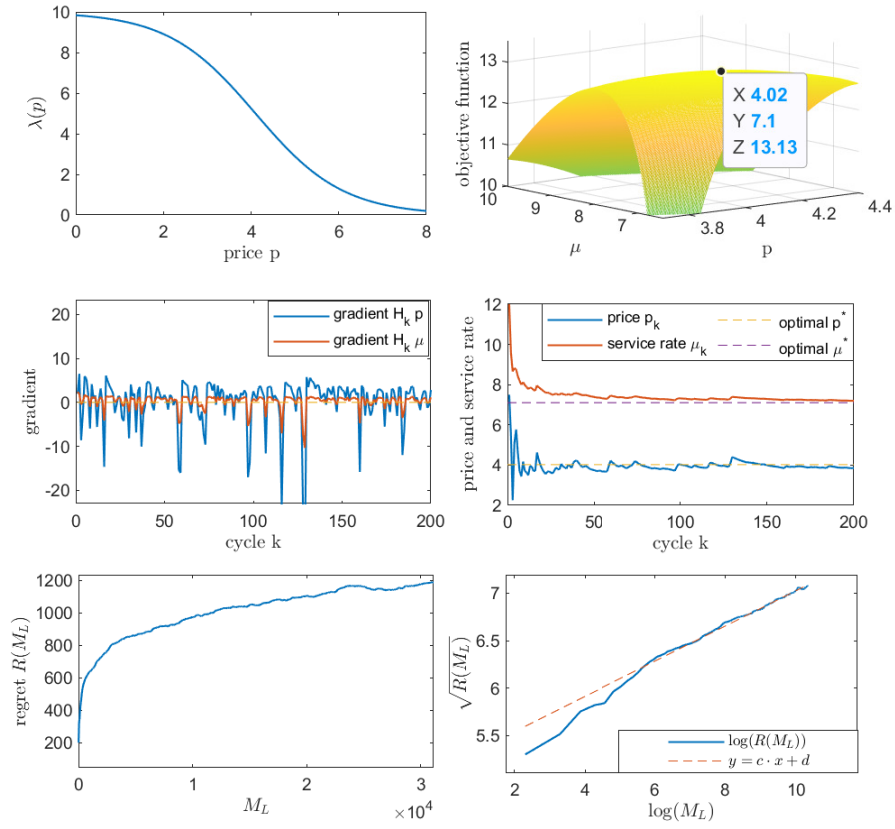 10
8
6
4
2
0
λ(p)
0 2 4 6 8
price p
13
12
11
10
objective function
X 4.02
Y 7.1
Z 13.13
9
8
7
μ
3.8
4
4.2
4.4
p
20
10
0
-10
-20
gradient
gradient H_k p
gradient H_k μ
0 50 100 150 200
cycle k
12
10
8
6
4
2
price and service rate
price p_k
service rate μ_k
optimal p^*
optimal μ^*
0 50 100 150 200
cycle k
1200
1000
800
600
400
200
regret R(M_L)
0 1 2 3
M_L
×10^4
7
6.5
6
5.5
√R(M_L)
log(R(M_L))
y = c · x + d
2 4 6 8 10
log(M_L)